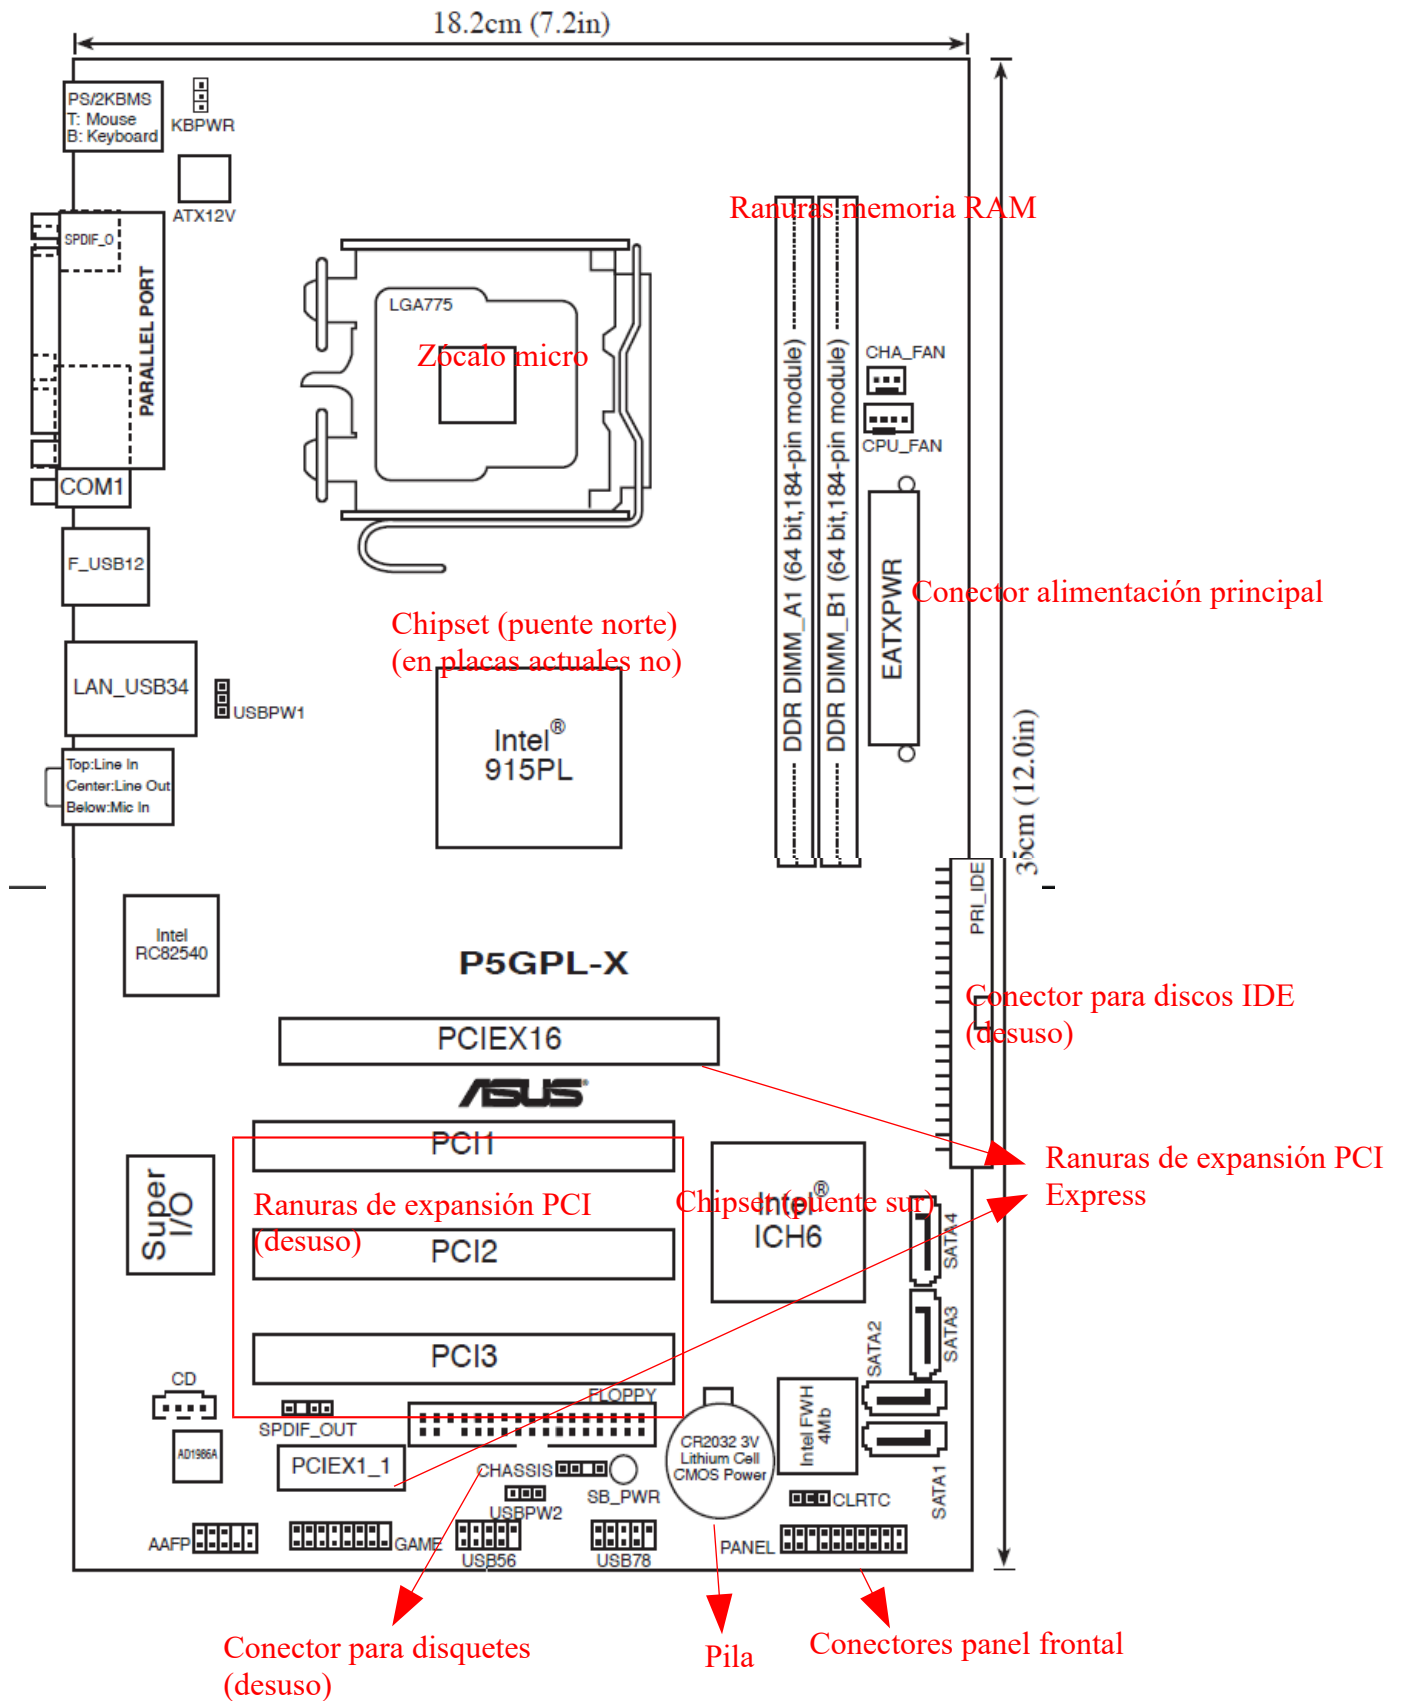 18.2cm (7.2in)
PS/2KBMS
T: Mouse
B: Keyboard
KBPWR
ATX12V
SPDIF_O
PARALLEL PORT
COM1
F_USB12
LAN_USB34
USBPW1
Top:Line In
Center:Line Out
Below:Mic In
Ranuras memoria RAM
LGA775
Zócalo micro
DDR DIMM_A1 (64 bit,184-pin module)
DDR DIMM_B1 (64 bit,184-pin module)
CHA_FAN
CPU_FAN
EATXPWR
Conector alimentación principal
Chipset (puente norte)
(en placas actuales no)
Intel®
915PL
(12.0in)
Intel
RC82540
P5GPL-X
PRI_IDE
Conector para discos IDE
(desuso)
PCIEX16
ASUS
PCI1
Ranuras de expansión PCI
(desuso)
PCI2
PCI3
Super
I/O
Chipset (puente sur)
Intel®
ICH6
Ranuras de expansión PCI
Express
SATA4
SATA3
SATA2
SATA1
CD
AD1986A
SPDIF_OUT
FLOPPY
PCIEX1_1
CHASSIS
USBPW2
SB_PWR
CR2032 3V
Lithium Cell
CMOS Power
Intel FWH
4Mb
CLRTC
AAFP
GAME
USB56
USB78
PANEL
Conector para disquetes
(desuso)
Pila
Conectores panel frontal